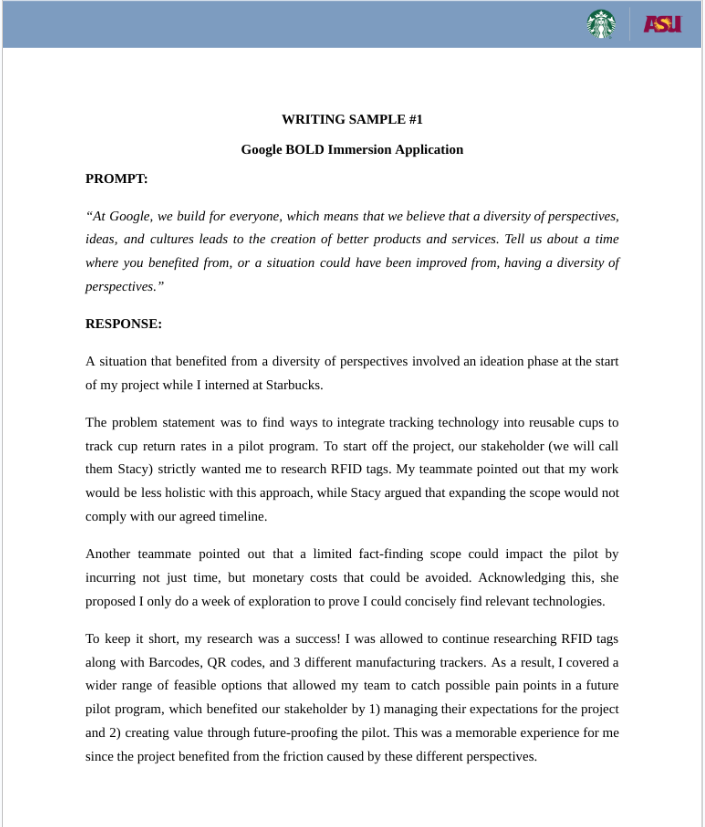 ASU
WRITING SAMPLE #1
Google BOLD Immersion Application
PROMPT:
“At Google, we build for everyone, which means that we believe that a diversity of perspectives,
ideas, and cultures leads to the creation of better products and services. Tell us about a time
where you benefited from, or a situation could have been improved from, having a diversity of
perspectives.”
RESPONSE:
A situation that benefited from a diversity of perspectives involved an ideation phase at the start
of my project while I interned at Starbucks.
The problem statement was to find ways to integrate tracking technology into reusable cups to
track cup return rates in a pilot program. To start off the project, our stakeholder (we will call
them Stacy) strictly wanted me to research RFID tags. My teammate pointed out that my work
would be less holistic with this approach, while Stacy argued that expanding the scope would not
comply with our agreed timeline.
Another teammate pointed out that a limited fact-finding scope could impact the pilot by
incurring not just time, but monetary costs that could be avoided. Acknowledging this, she
proposed I only do a week of exploration to prove I could concisely find relevant technologies.
To keep it short, my research was a success! I was allowed to continue researching RFID tags
along with Barcodes, QR codes, and 3 different manufacturing trackers. As a result, I covered a
wider range of feasible options that allowed my team to catch possible pain points in a future
pilot program, which benefited our stakeholder by 1) managing their expectations for the project
and 2) creating value through future-proofing the pilot. This was a memorable experience for me
since the project benefited from the friction caused by these different perspectives.